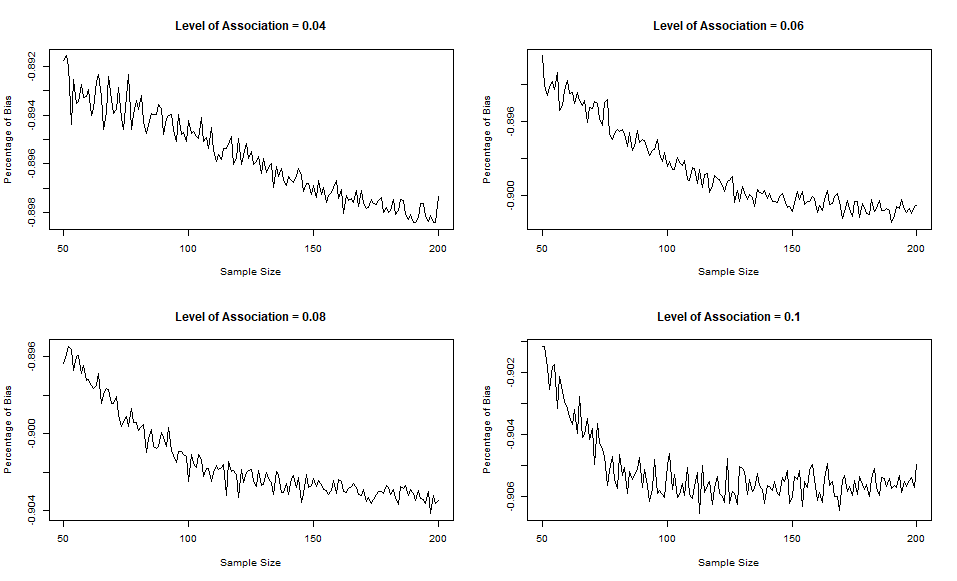 Level of Association = 0.04
Percentage of Bias
-0.892
-0.894
-0.896
-0.898
50 100 150 200
Sample Size
Level of Association = 0.06
Percentage of Bias
-0.896
-0.900
50 100 150 200
Sample Size
Level of Association = 0.08
Percentage of Bias
-0.896
-0.900
-0.904
50 100 150 200
Sample Size
Level of Association = 0.1
Percentage of Bias
-0.902
-0.904
-0.906
50 100 150 200
Sample Size